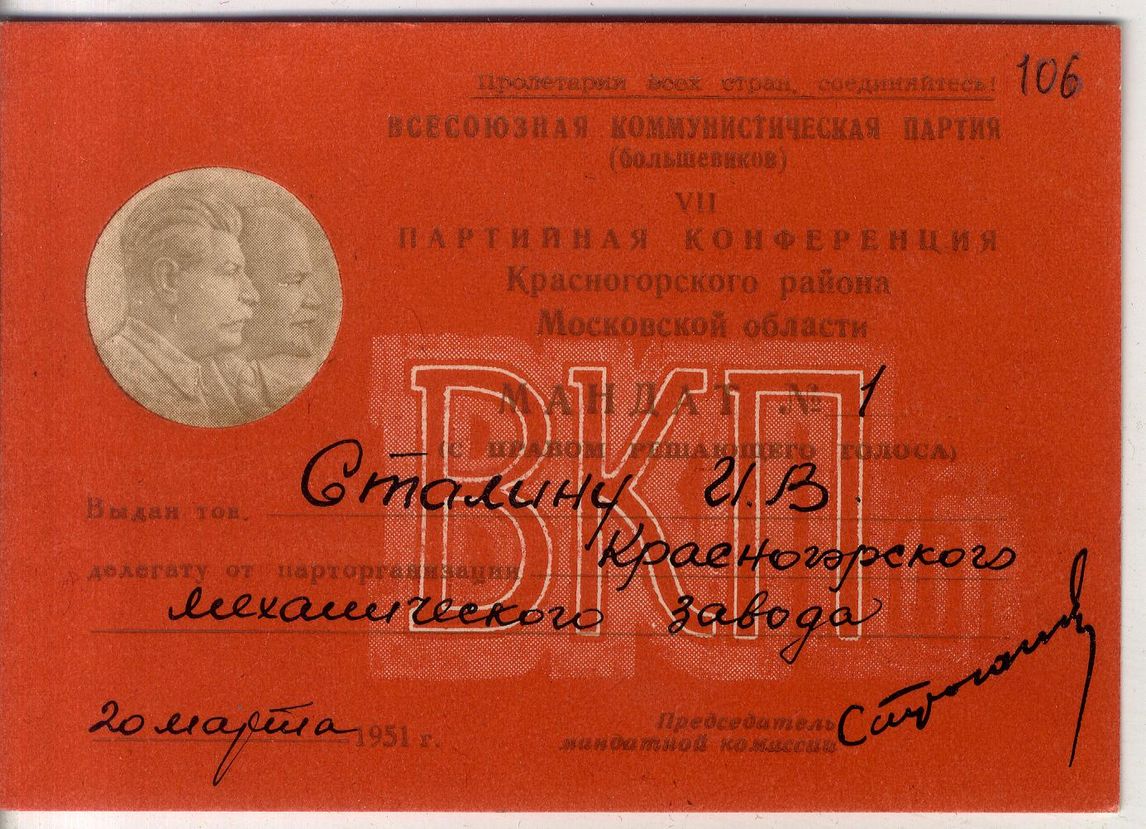 106
Пролетарии всех стран, соединяйтесь!
ВСЕСОЮЗНАЯ КОММУНИСТИЧЕСКАЯ ПАРТИЯ
(большевиков)
VII
ПАРТИЙНАЯ КОНФЕРЕНЦИЯ
Красногорского района
Московской области
МАНДАТ № 1
(С ПРАВОМ РЕШАЮЩЕГО ГОЛОСА)
ВКП(б)
Выдан тов. Сталину И.В.
делегату от парторганизации Красногорского
механического завода
20 марта 1951 г.
Председатель
мандатной комиссии